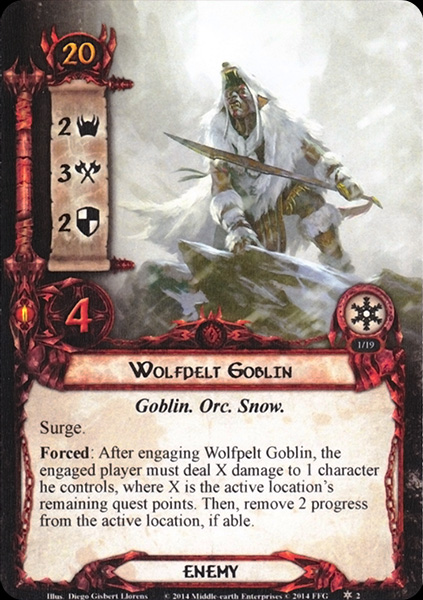 20
2
3
2
4
1/19
Wolfpelt Goblin
Goblin. Orc. Snow.
Surge.
Forced: After engaging Wolfpelt Goblin, the
engaged player must deal X damage to 1 character
he controls, where X is the active location's
remaining quest points. Then, remove 2 progress
from the active location, if able.
ENEMY
Illus. Diego Gisbert Llorens © 2014 Middle-earth Enterprises © 2014 FFG 2